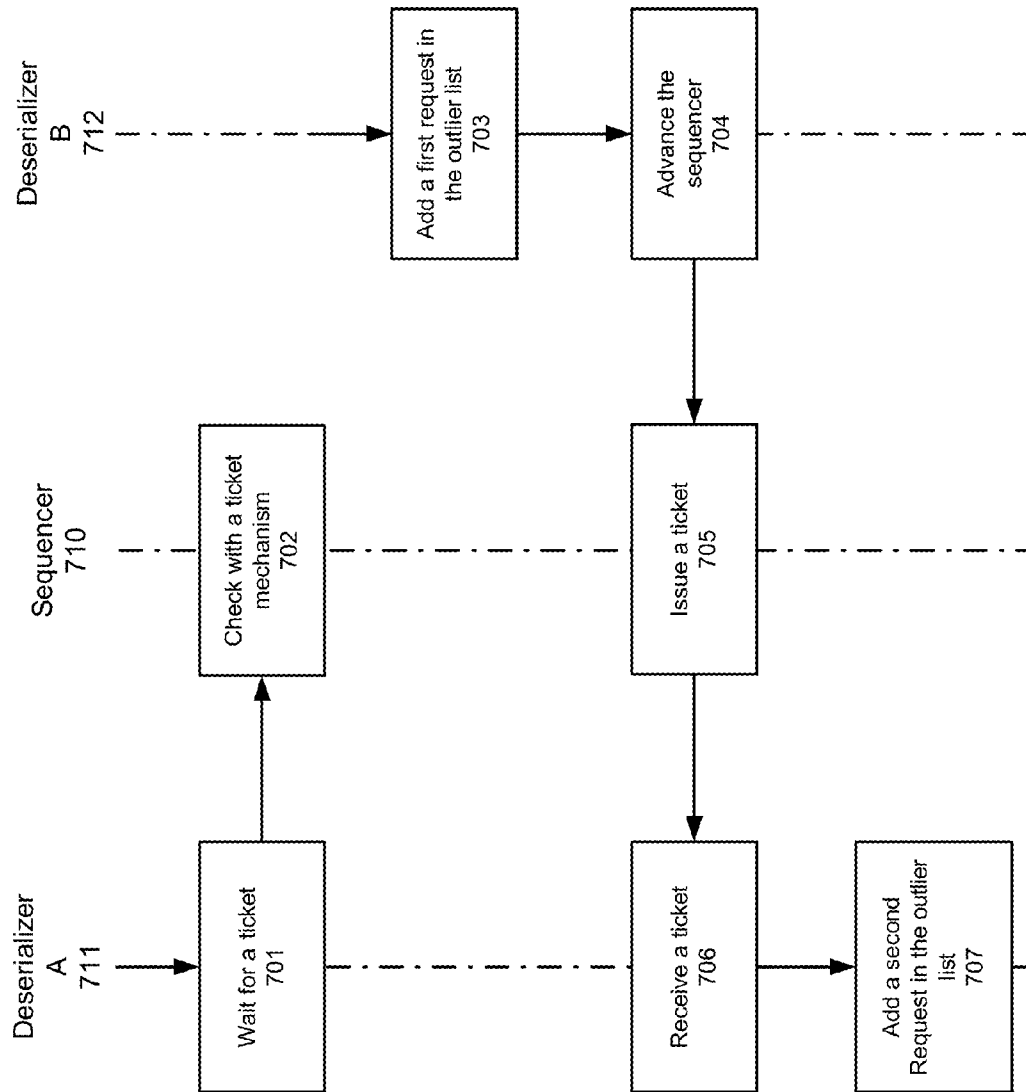 Deserializer
A
711
Sequencer
710
Deserializer
B
712
Wait for a ticket
701
Check with a ticket
mechanism
702
Add a first request in
the outlier list
703
Advance the
sequencer
704
Issue a ticket
705
Receive a ticket
706
Add a second
Request in the outlier
list
707